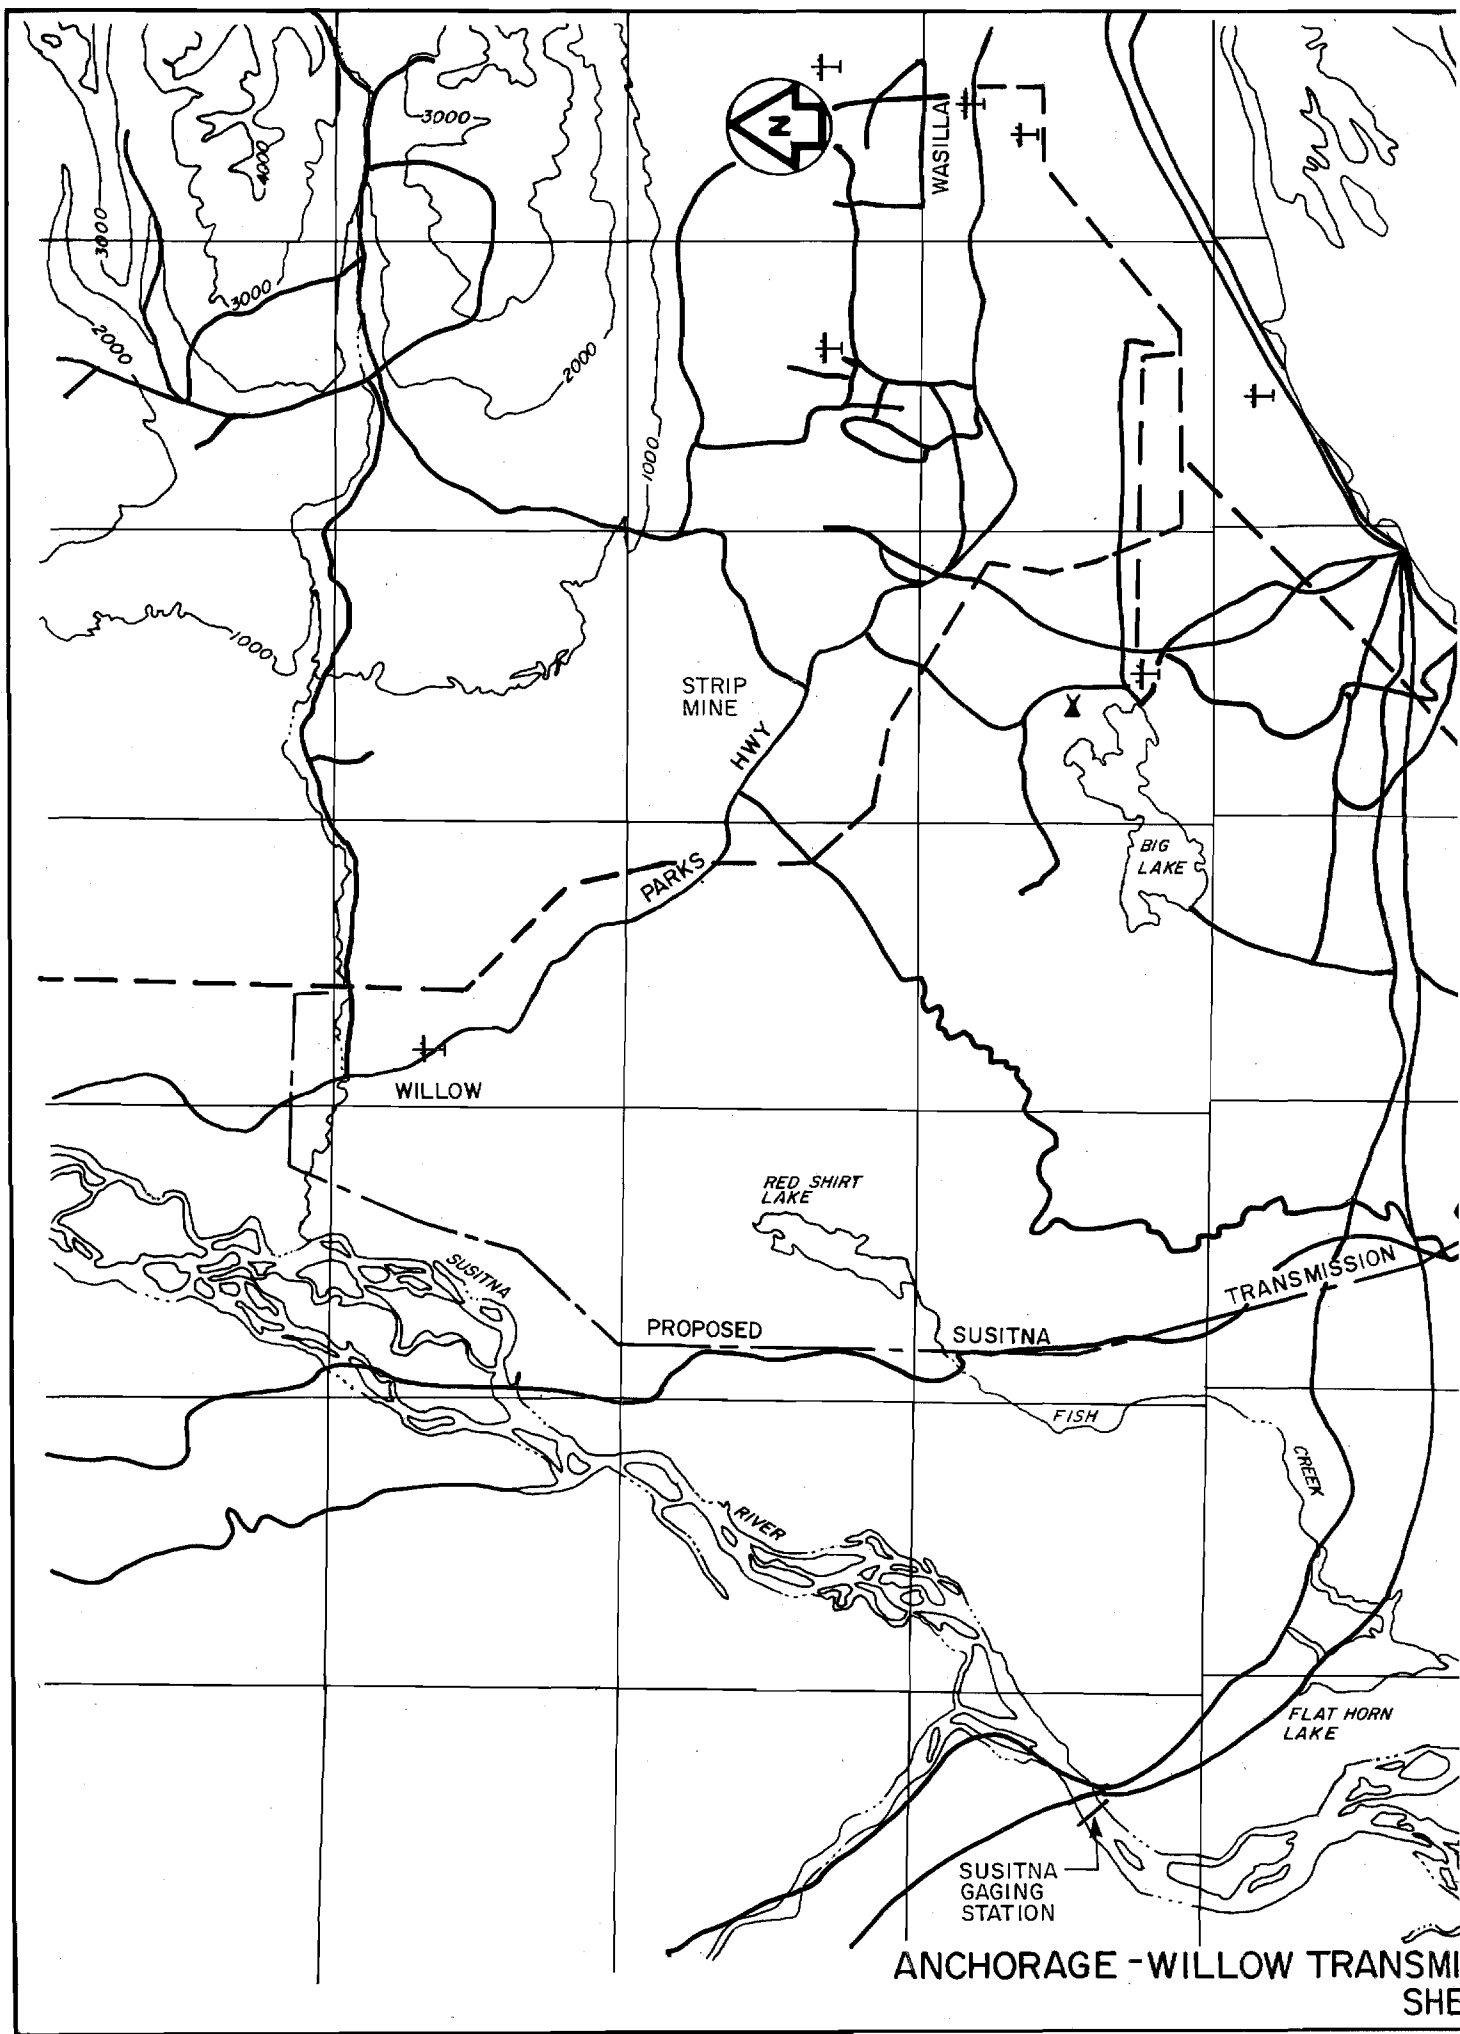 3000
4000
3000
3000
2000
2000
1000
1000
N
WASILLA
STRIP
MINE
HWY
PARKS
BIG
LAKE
WILLOW
RED SHIRT
LAKE
SUSITNA
PROPOSED
SUSITNA
TRANSMISSION
FISH
CREEK
RIVER
FLAT HORN
LAKE
SUSITNA
GAGING
STATION
ANCHORAGE - WILLOW TRANSMI
SHE